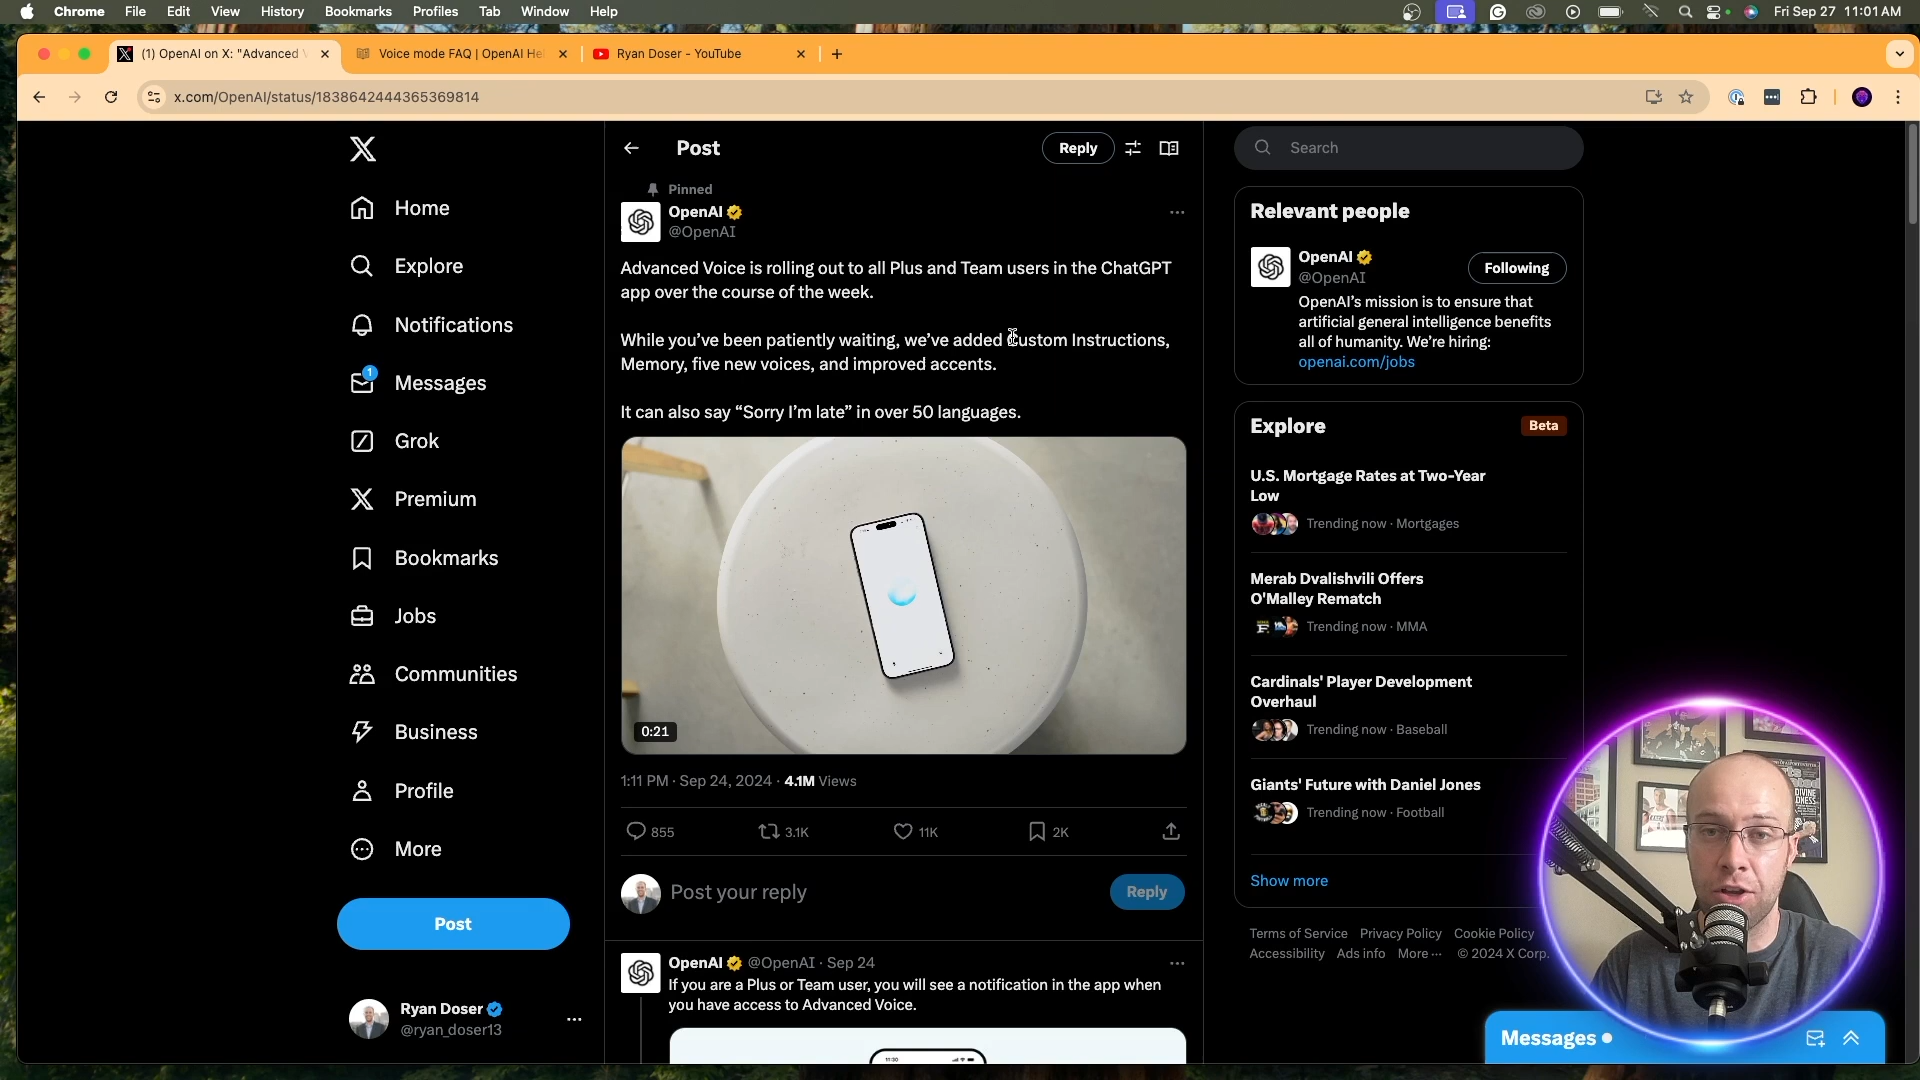 Chrome File Edit View History Bookmarks Profiles Tab Window Help
Fri Sep 27 11:01 AM
(1) OpenAI on X: "Advanced
Voice mode FAQ | OpenAI He
Ryan Doser - YouTube
x.com/OpenAI/status/1838642444365369814
Home
Explore
Notifications
1
Messages
Grok
Premium
Bookmarks
Jobs
Communities
Business
Profile
More
Post
Ryan Doser
@ryan_doser13
Post
Reply
Pinned
OpenAI
@OpenAI
Advanced Voice is rolling out to all Plus and Team users in the ChatGPT
app over the course of the week.
While you’ve been patiently waiting, we’ve added Custom Instructions,
Memory, five new voices, and improved accents.
It can also say “Sorry I’m late” in over 50 languages.
0:21
1:11 PM · Sep 24, 2024 · 4.1M Views
855 3.1K 11K 2K
Post your reply
Reply
OpenAI @OpenAI · Sep 24
If you are a Plus or Team user, you will see a notification in the app when
you have access to Advanced Voice.
11:30
Search
Relevant people
OpenAI
@OpenAI
Following
OpenAI’s mission is to ensure that
artificial general intelligence benefits
all of humanity. We’re hiring:
openai.com/jobs
Explore
Beta
U.S. Mortgage Rates at Two-Year
Low
Trending now · Mortgages
Merab Dvalishvili Offers
O'Malley Rematch
Trending now · MMA
Cardinals' Player Development
Overhaul
Trending now · Baseball
Giants' Future with Daniel Jones
Trending now · Football
Show more
Terms of Service Privacy Policy Cookie Policy
Accessibility Ads info More ··· © 2024 X Corp.
Messages